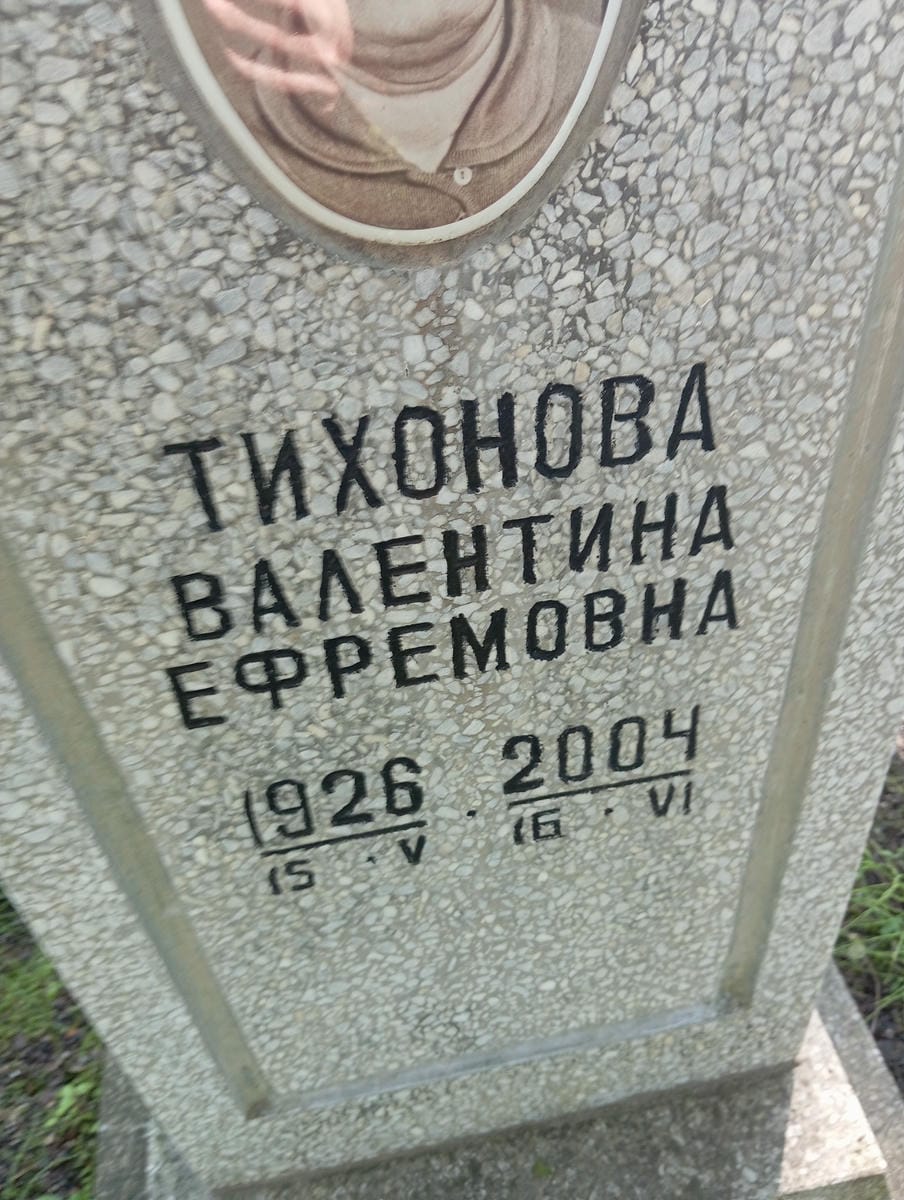 ТИХОНОВА
ВАЛЕНТИНА
ЕФРЕМОВНА
1926 · 2004
15 · V 16 · VI